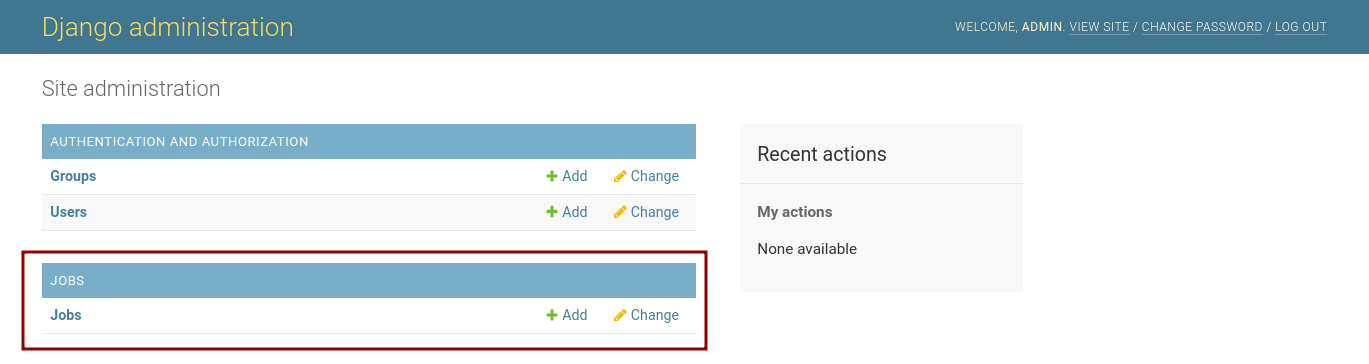 Django administration
WELCOME, ADMIN. VIEW SITE / CHANGE PASSWORD / LOG OUT
Site administration
AUTHENTICATION AND AUTHORIZATION
Groups Add Change
Users Add Change
JOBS
Jobs Add Change
Recent actions
My actions
None available